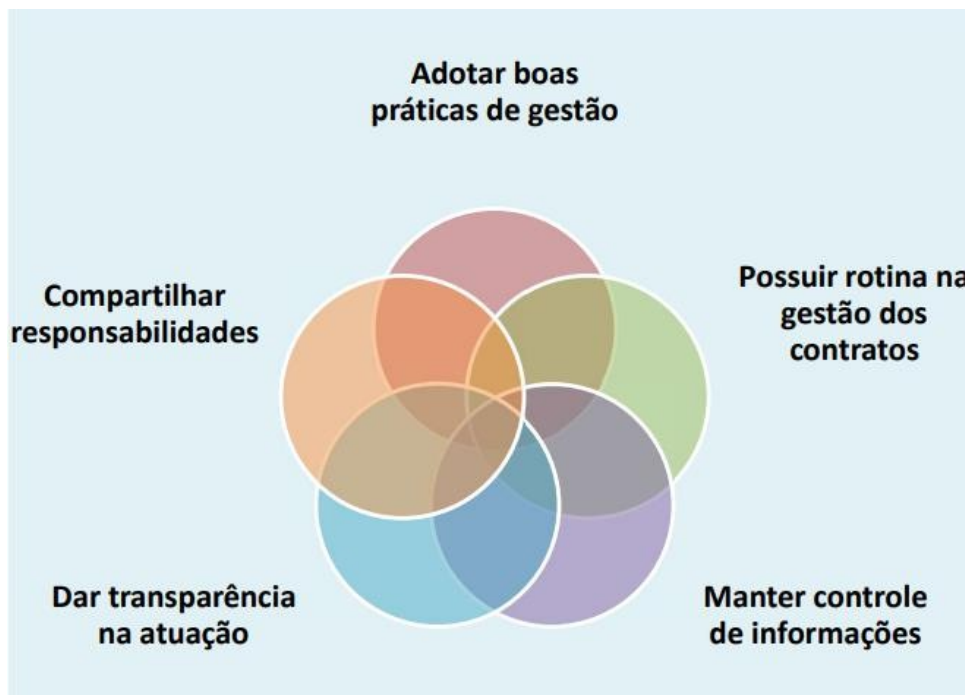 Adotar boas
práticas de gestão
Compartilhar
responsabilidades
Possuir rotina na
gestão dos
contratos
Dar transparência
na atuação
Manter controle
de informações